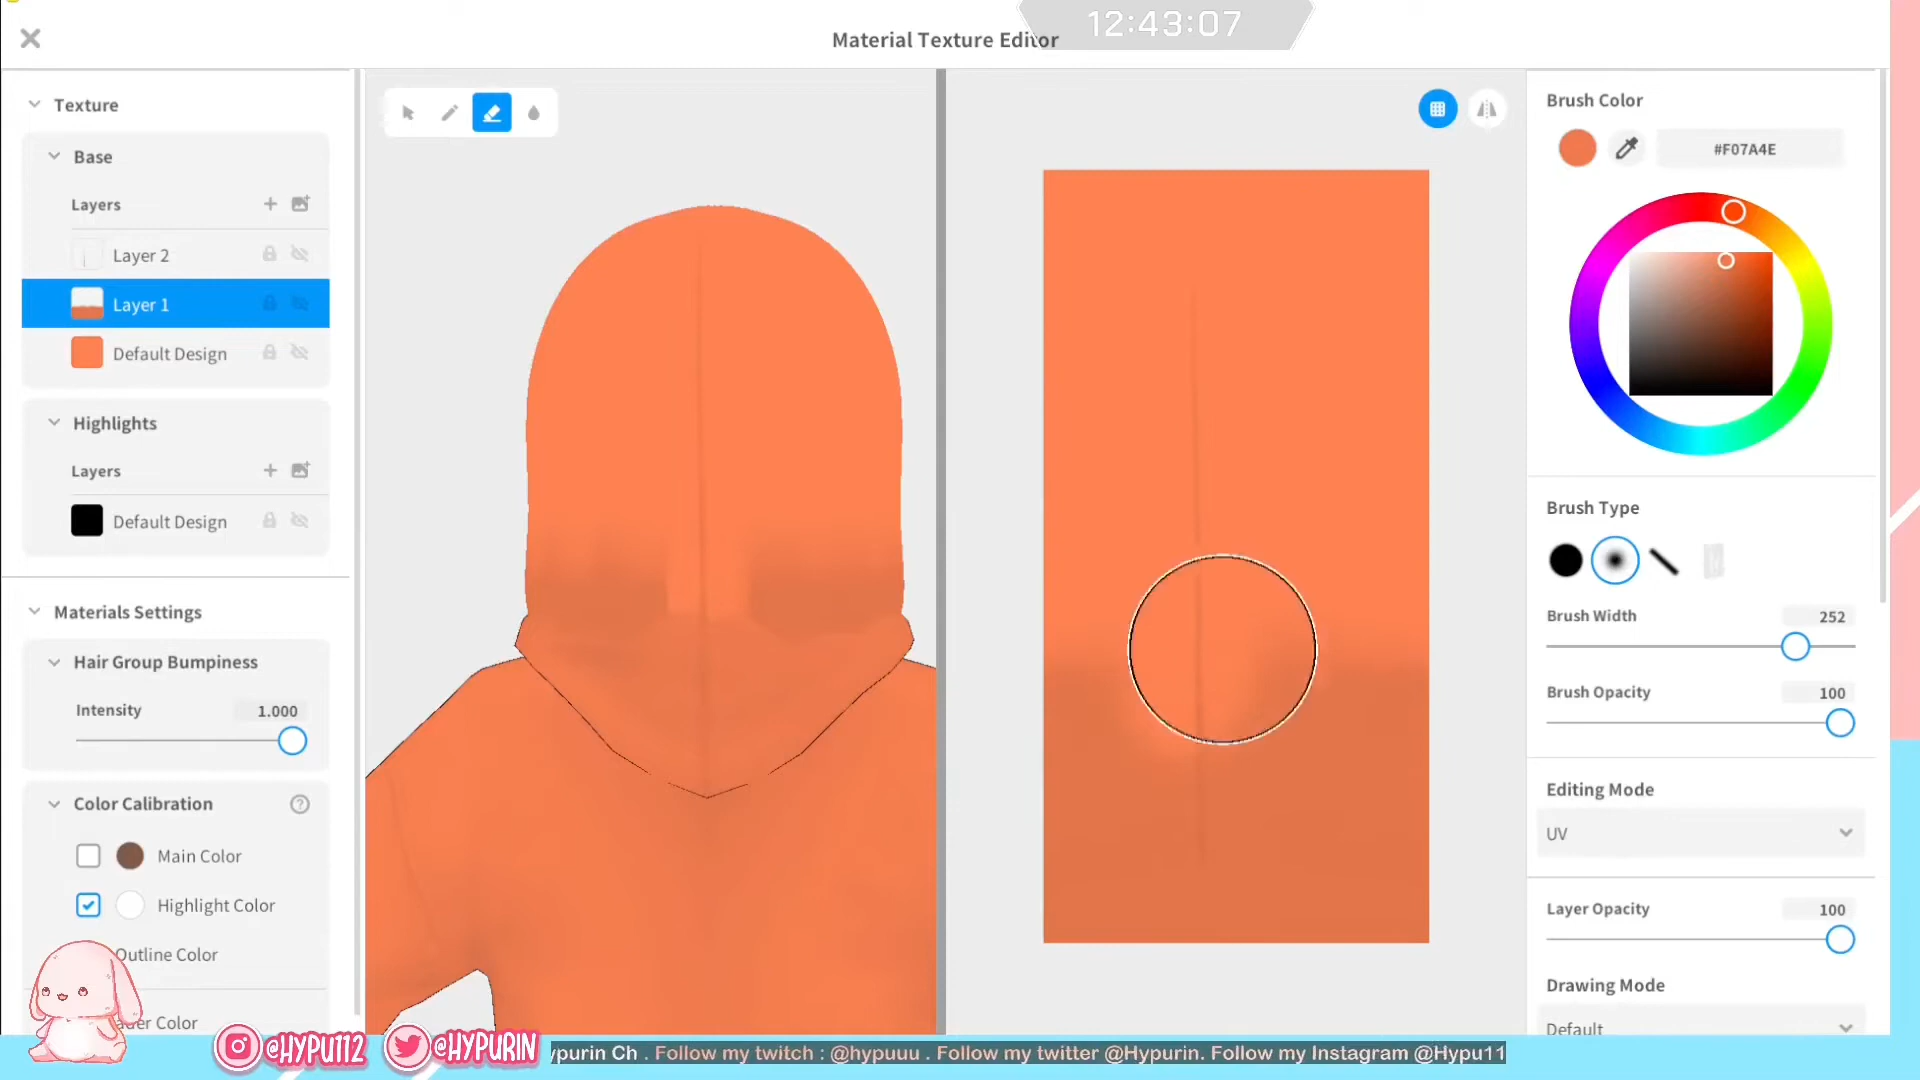 12:43:07
Material Texture Editor
Texture
Base
Layers
Layer 2
Layer 1
Default Design
Highlights
Layers
Default Design
Materials Settings
Hair Group Bumpiness
Intensity 1.000
Color Calibration
Main Color
Highlight Color
Outline Color
Color
Brush Color
#F07A4E
Brush Type
Brush Width 252
Brush Opacity 100
Editing Mode
UV
Layer Opacity 100
Drawing Mode
Default
@HYPU112 @HYPURIN
ypurin Ch . Follow my twitch : @hypuuu . Follow my twitter @Hypurin. Follow my Instagram @Hypu11